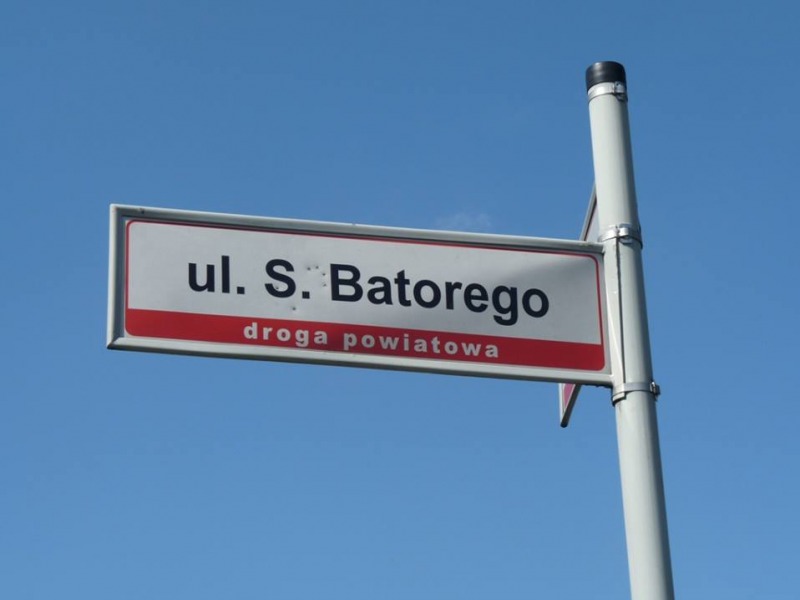 ul. S. Batorego
droga powiatowa